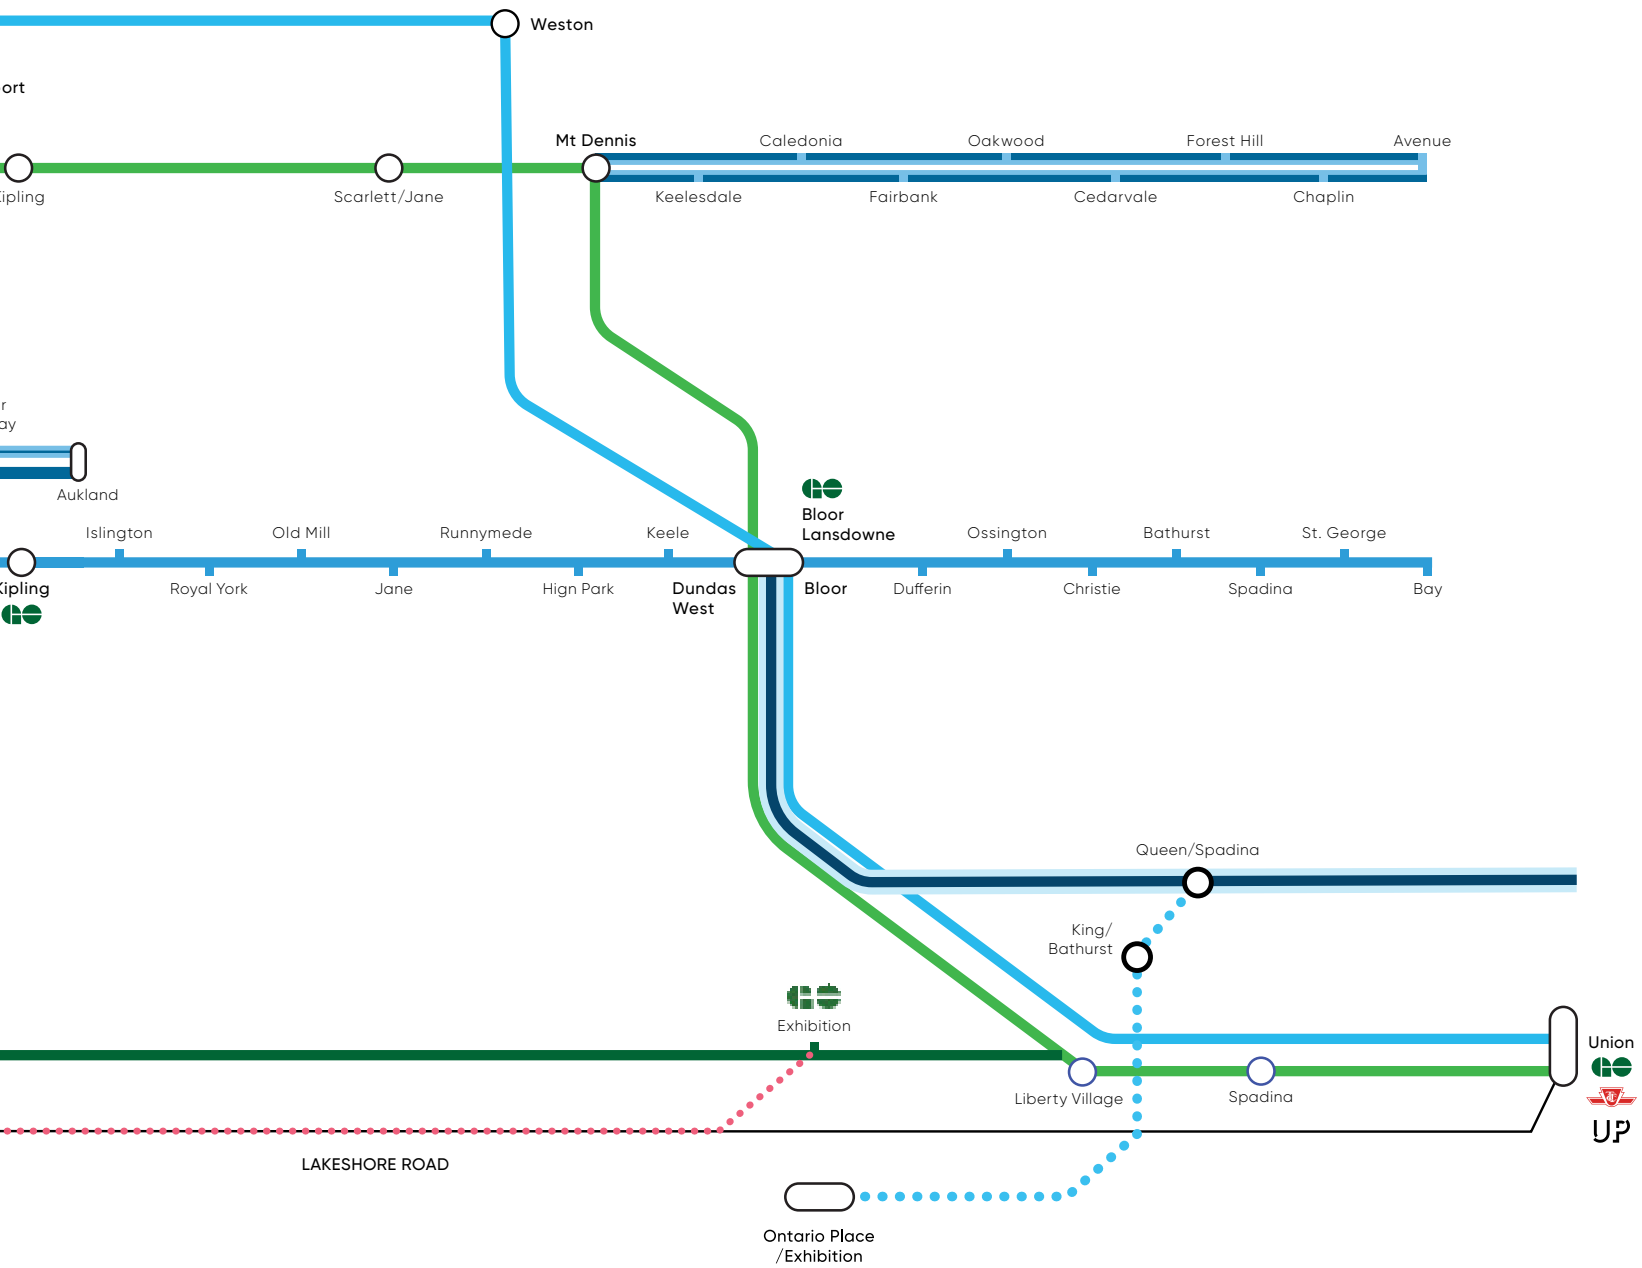 Weston
ort
Mt Dennis
Caledonia
Oakwood
Forest Hill
Avenue
Kipling
Scarlett/Jane
Keelesdale
Fairbank
Cedarvale
Chaplin
r
ay
Aukland
Bloor
Lansdowne
Islington
Old Mill
Runnymede
Keele
Ossington
Bathurst
St. George
Kipling
Royal York
Jane
Hign Park
Dundas
West
Bloor
Dufferin
Christie
Spadina
Bay
Queen/Spadina
King/
Bathurst
Exhibition
Union
Liberty Village
Spadina
UP
LAKESHORE ROAD
Ontario Place
/Exhibition